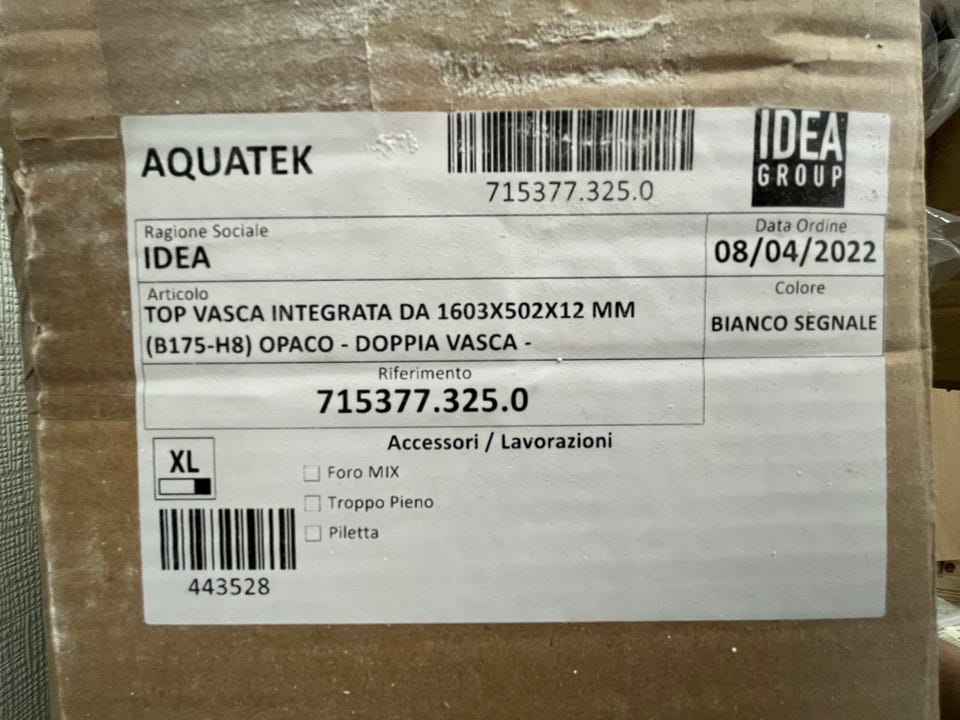 AQUATEK
715377.325.0
IDEA
GROUP
Ragione Sociale
IDEA
Data Ordine
08/04/2022
Articolo
TOP VASCA INTEGRATA DA 1603X502X12 MM
(B175-H8) OPACO - DOPPIA VASCA -
Colore
BIANCO SEGNALE
Riferimento
715377.325.0
Accessori / Lavorazioni
XL
Foro MIX
Troppo Pieno
Piletta
443528